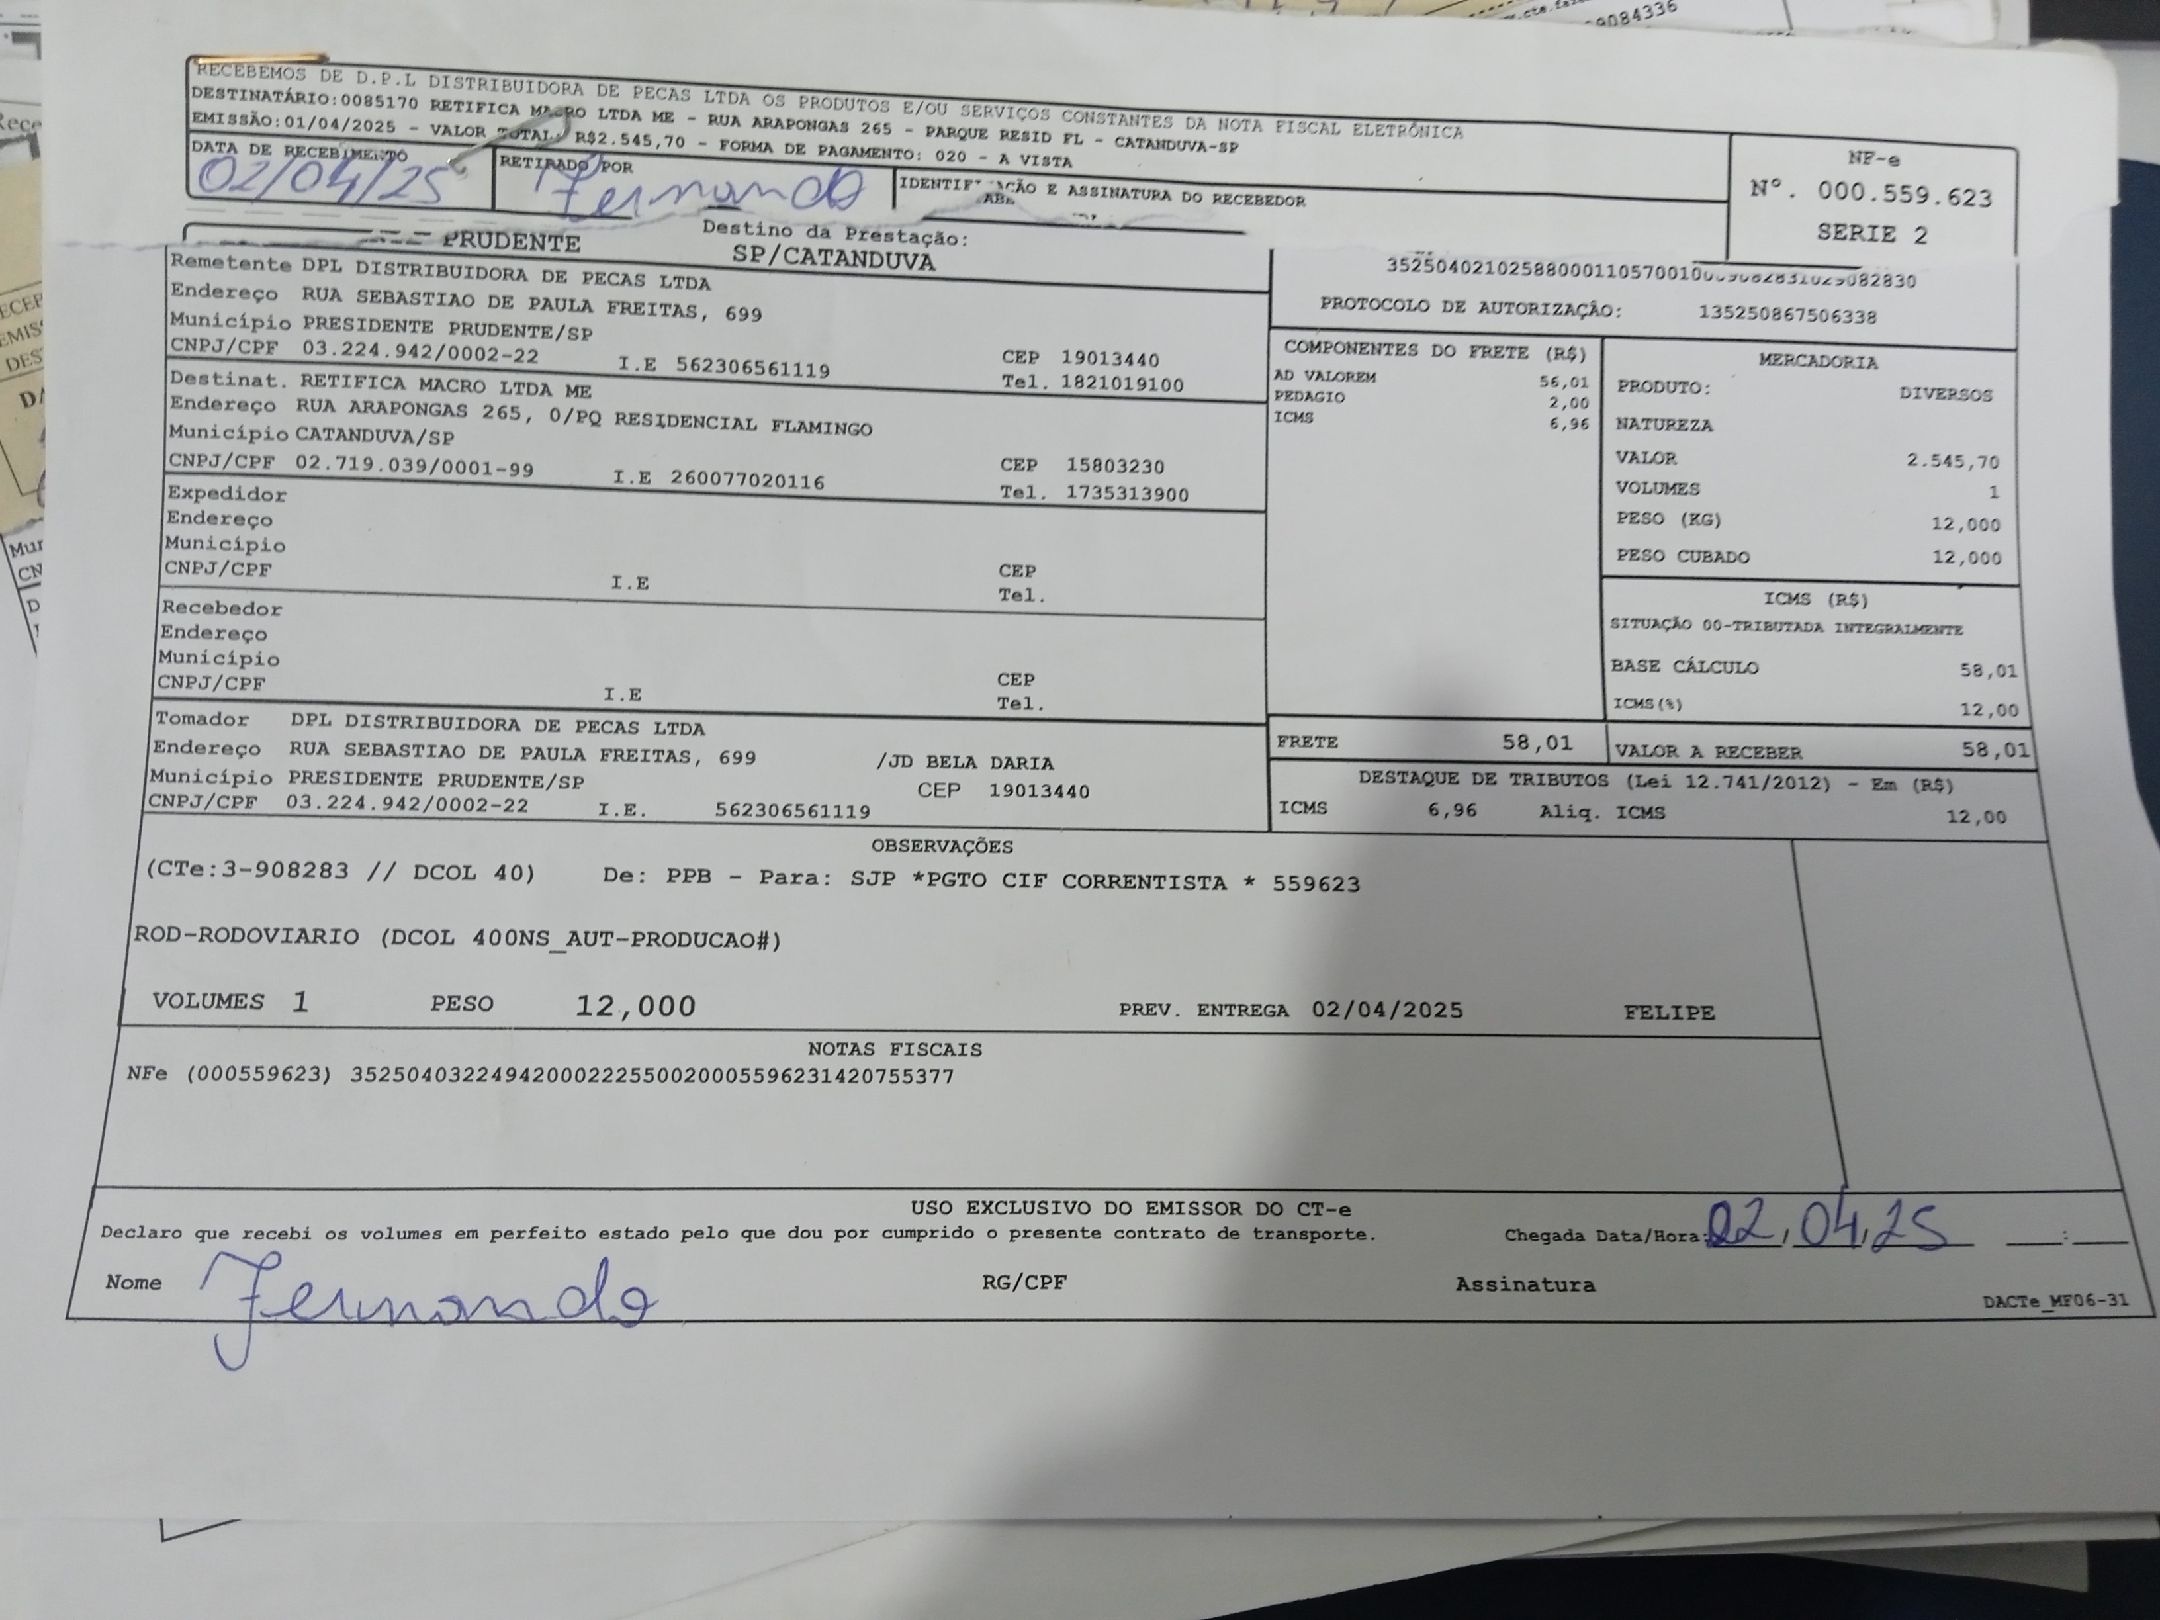 RECEBEMOS DE D.P.L DISTRIBUIDORA DE PECAS LTDA OS PRODUTOS E/OU SERVIÇOS CONSTANTES DA NOTA FISCAL ELETRÔNICA
DESTINATÁRIO:0085170 RETIFICA MACRO LTDA ME - RUA ARAPONGAS 265 - PARQUE RESID FL - CATANDUVA-SP
EMISSÃO:01/04/2025 - VALOR TOTAL: R$2.545,70 - FORMA DE PAGAMENTO: 020 - A VISTA
DATA DE RECEBIMENTO
02/04/25
RETIRADO POR
Fernando
IDENTIFICAÇÃO E ASSINATURA DO RECEBEDOR
NF-e
Nº. 000.559.623
SERIE 2
PRUDENTE
Destino da Prestação:
SP/CATANDUVA
PROTOCOLO DE AUTORIZAÇÃO: 135250867506338
Remetente DPL DISTRIBUIDORA DE PECAS LTDA
Endereço RUA SEBASTIAO DE PAULA FREITAS, 699
Município PRESIDENTE PRUDENTE/SP
CNPJ/CPF 03.224.942/0002-22 I.E 562306561119 CEP 19013440
Tel. 1821019100
Destinat. RETIFICA MACRO LTDA ME
Endereço RUA ARAPONGAS 265, 0/PQ RESIDENCIAL FLAMINGO
Município CATANDUVA/SP
CNPJ/CPF 02.719.039/0001-99 I.E 260077020116 CEP 15803230
Tel. 1735313900
Expedidor
Endereço
Município
CNPJ/CPF I.E CEP
Tel.
Recebedor
Endereço
Município
CNPJ/CPF I.E CEP
Tel.
Tomador DPL DISTRIBUIDORA DE PECAS LTDA
Endereço RUA SEBASTIAO DE PAULA FREITAS, 699 /JD BELA DARIA
Município PRESIDENTE PRUDENTE/SP CEP 19013440
CNPJ/CPF 03.224.942/0002-22 I.E. 562306561119
COMPONENTES DO FRETE (R$)
AD VALOREM 56,01
PEDAGIO 2,00
ICMS 6,96
MERCADORIA
PRODUTO: DIVERSOS
NATUREZA
VALOR 2.545,70
VOLUMES 1
PESO (KG) 12,000
PESO CUBADO 12,000
ICMS (R$)
SITUAÇÃO 00-TRIBUTADA INTEGRALMENTE
BASE CÁLCULO 58,01
ICMS(%) 12,00
FRETE 58,01 VALOR A RECEBER 58,01
DESTAQUE DE TRIBUTOS (Lei 12.741/2012) - Em (R$)
ICMS 6,96 Aliq. ICMS 12,00
OBSERVAÇÕES
(CTe:3-908283 // DCOL 40) De: PPB - Para: SJP *PGTO CIF CORRENTISTA * 559623
ROD-RODOVIARIO (DCOL 400NS_AUT-PRODUCAO#)
VOLUMES 1 PESO 12,000 PREV. ENTREGA 02/04/2025 FELIPE
NOTAS FISCAIS
NFe (000559623) 35250403224942000222550020005596231420755377
USO EXCLUSIVO DO EMISSOR DO CT-e
Declaro que recebi os volumes em perfeito estado pelo que dou por cumprido o presente contrato de transporte. Chegada Data/Hora: 02,04,25
Nome Fernando RG/CPF Assinatura
DACTe_MF06-31